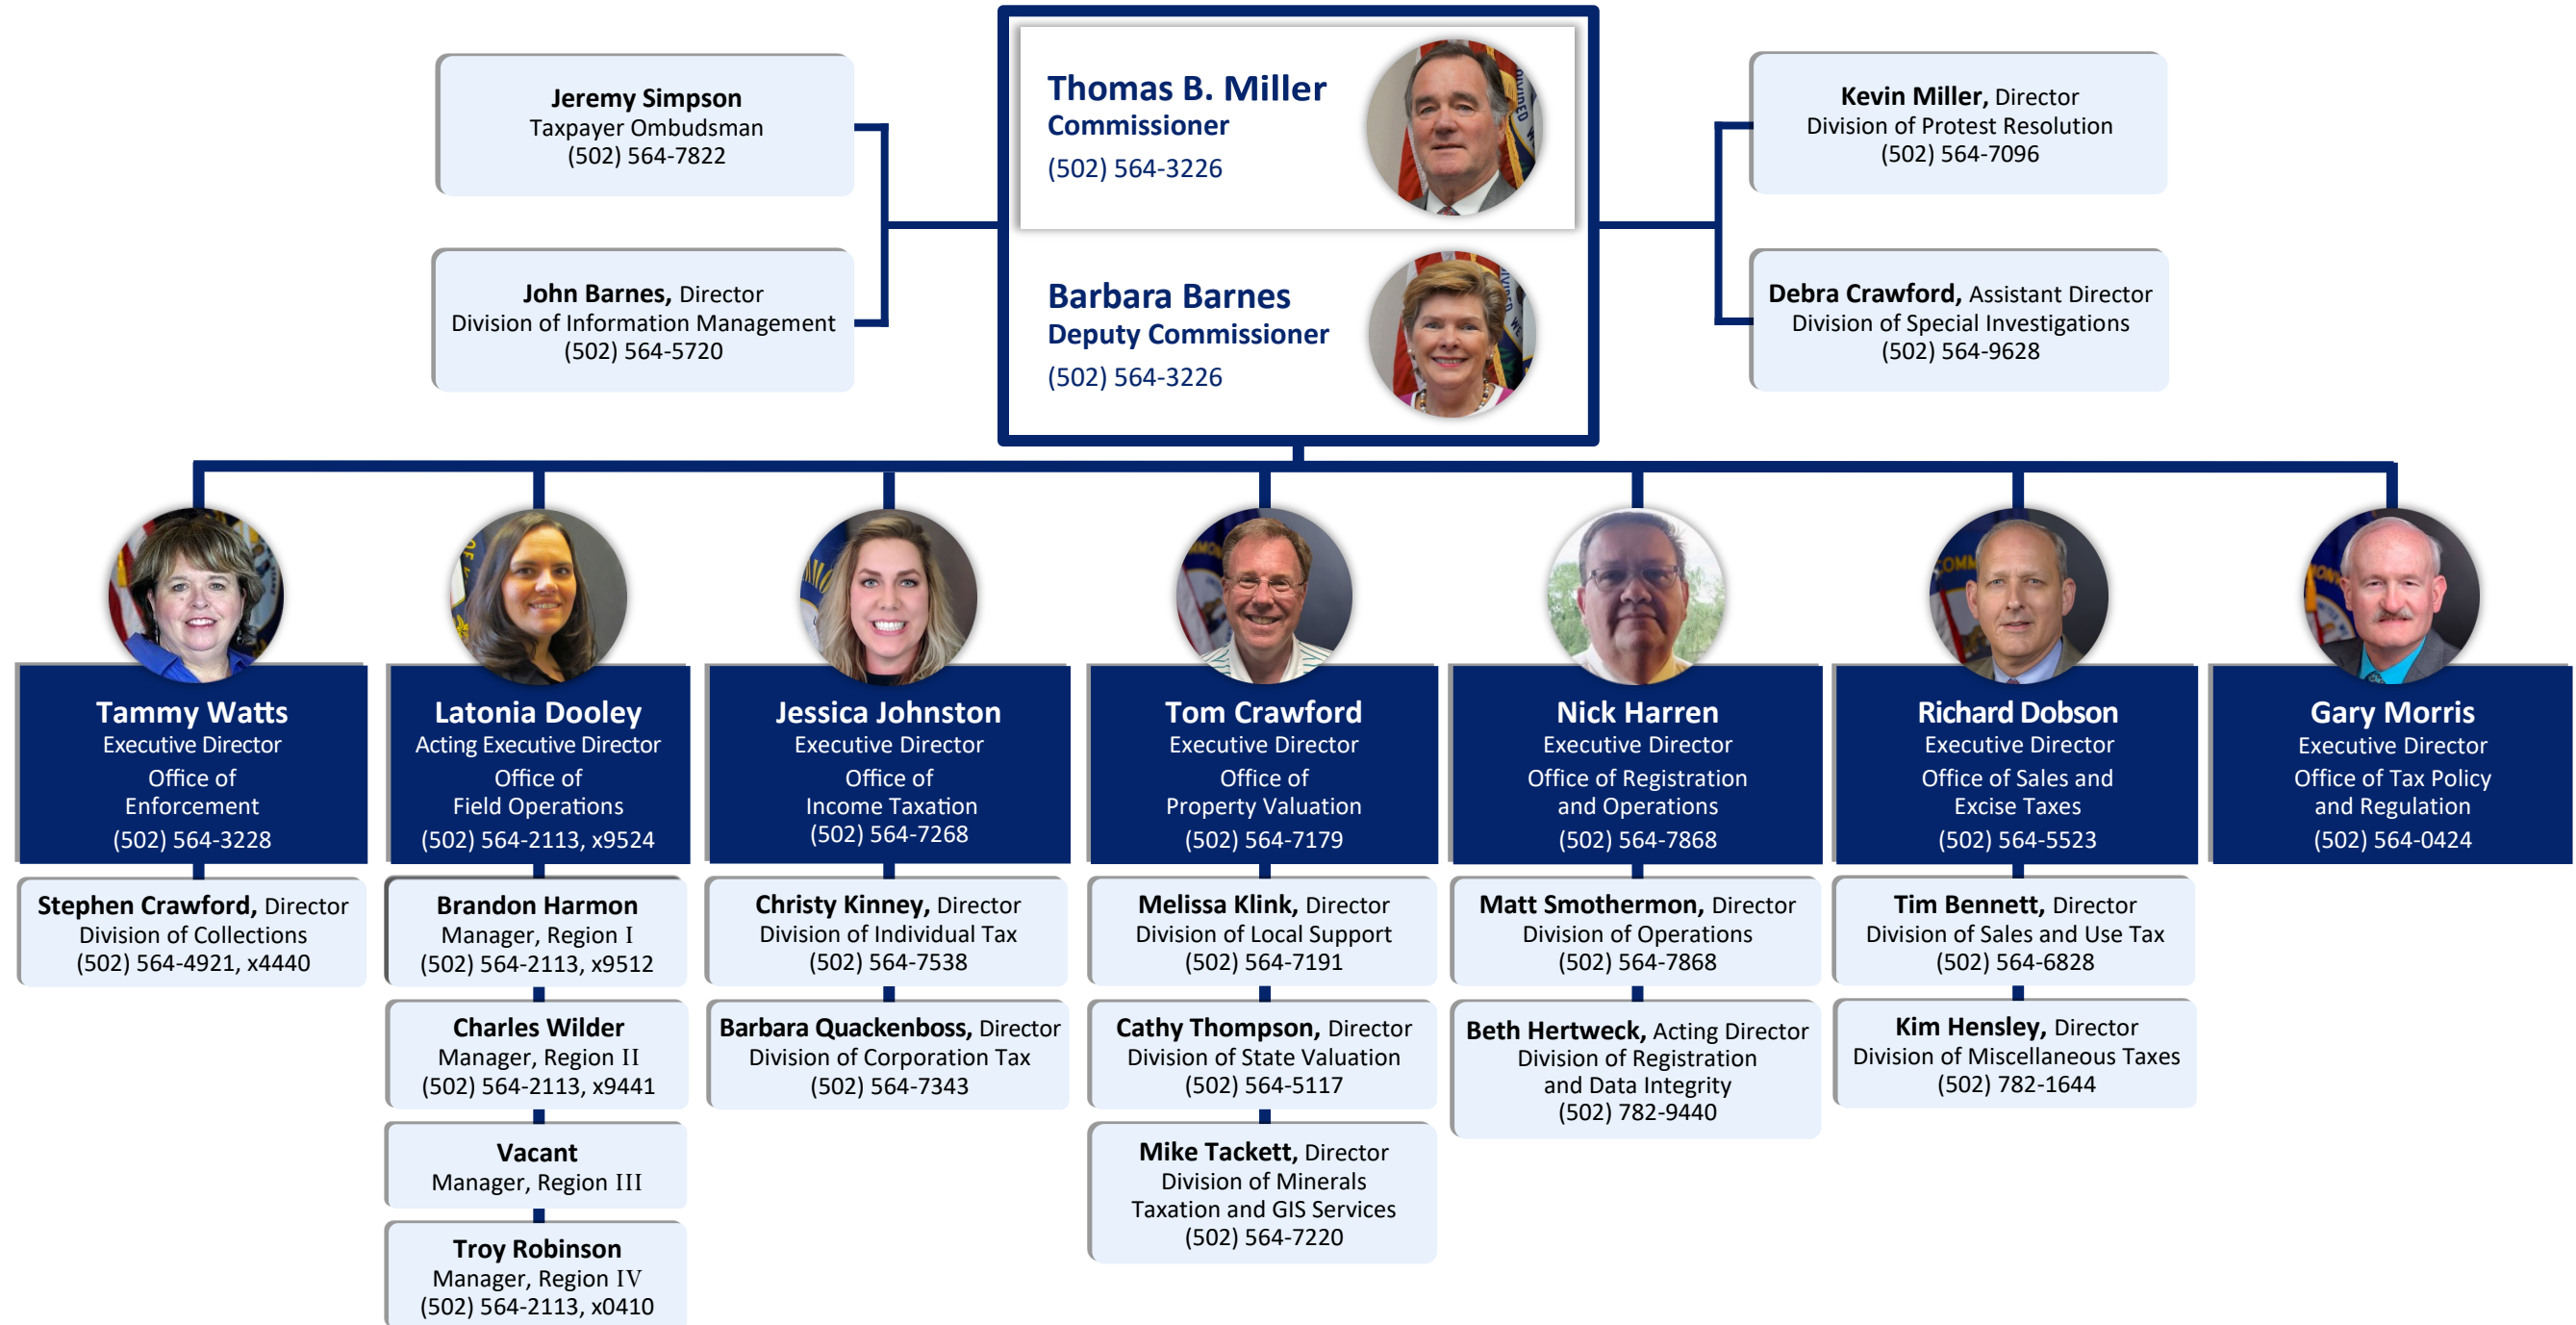 Jeremy Simpson
Taxpayer Ombudsman
(502) 564-7822
John Barnes, Director
Division of Information Management
(502) 564-5720
Thomas B. Miller
Commissioner
(502) 564-3226
Barbara Barnes
Deputy Commissioner
(502) 564-3226
Kevin Miller, Director
Division of Protest Resolution
(502) 564-7096
Debra Crawford, Assistant Director
Division of Special Investigations
(502) 564-9628
Tammy Watts
Executive Director
Office of
Enforcement
(502) 564-3228
Stephen Crawford, Director
Division of Collections
(502) 564-4921, x4440
Latonia Dooley
Acting Executive Director
Office of
Field Operations
(502) 564-2113, x9524
Brandon Harmon
Manager, Region I
(502) 564-2113, x9512
Charles Wilder
Manager, Region II
(502) 564-2113, x9441
Vacant
Manager, Region III
Troy Robinson
Manager, Region IV
(502) 564-2113, x0410
Jessica Johnston
Executive Director
Office of
Income Taxation
(502) 564-7268
Christy Kinney, Director
Division of Individual Tax
(502) 564-7538
Barbara Quackenboss, Director
Division of Corporation Tax
(502) 564-7343
Tom Crawford
Executive Director
Office of
Property Valuation
(502) 564-7179
Melissa Klink, Director
Division of Local Support
(502) 564-7191
Cathy Thompson, Director
Division of State Valuation
(502) 564-5117
Mike Tackett, Director
Division of Minerals
Taxation and GIS Services
(502) 564-7220
Nick Harren
Executive Director
Office of Registration
and Operations
(502) 564-7868
Matt Smothermon, Director
Division of Operations
(502) 564-7868
Beth Hertweck, Acting Director
Division of Registration
and Data Integrity
(502) 782-9440
Richard Dobson
Executive Director
Office of Sales and
Excise Taxes
(502) 564-5523
Tim Bennett, Director
Division of Sales and Use Tax
(502) 564-6828
Kim Hensley, Director
Division of Miscellaneous Taxes
(502) 782-1644
Gary Morris
Executive Director
Office of Tax Policy
and Regulation
(502) 564-0424